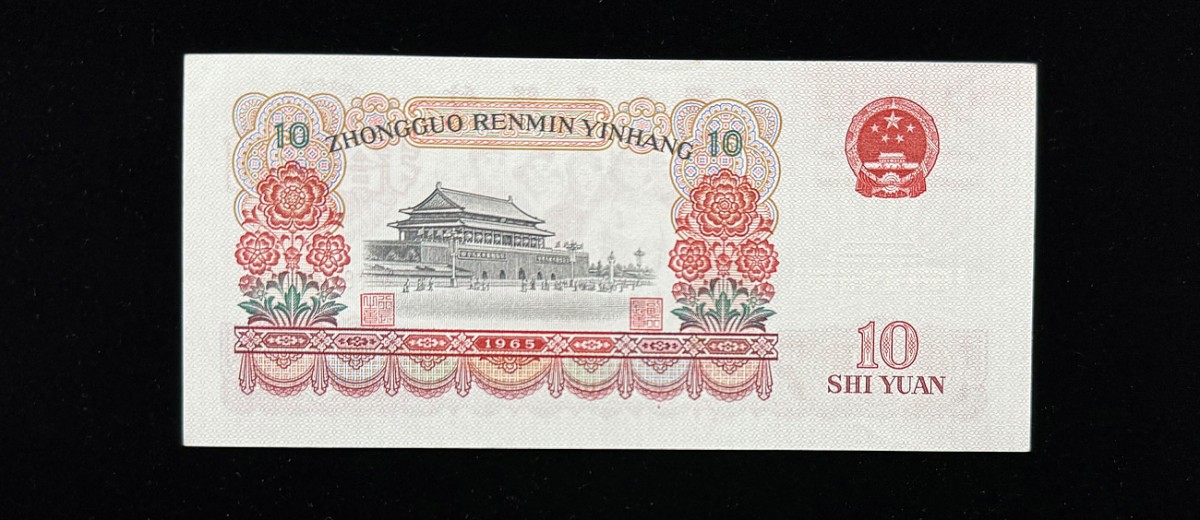 10 ZHONGGUO RENMIN YINHANG 10
1965
10
SHI YUAN